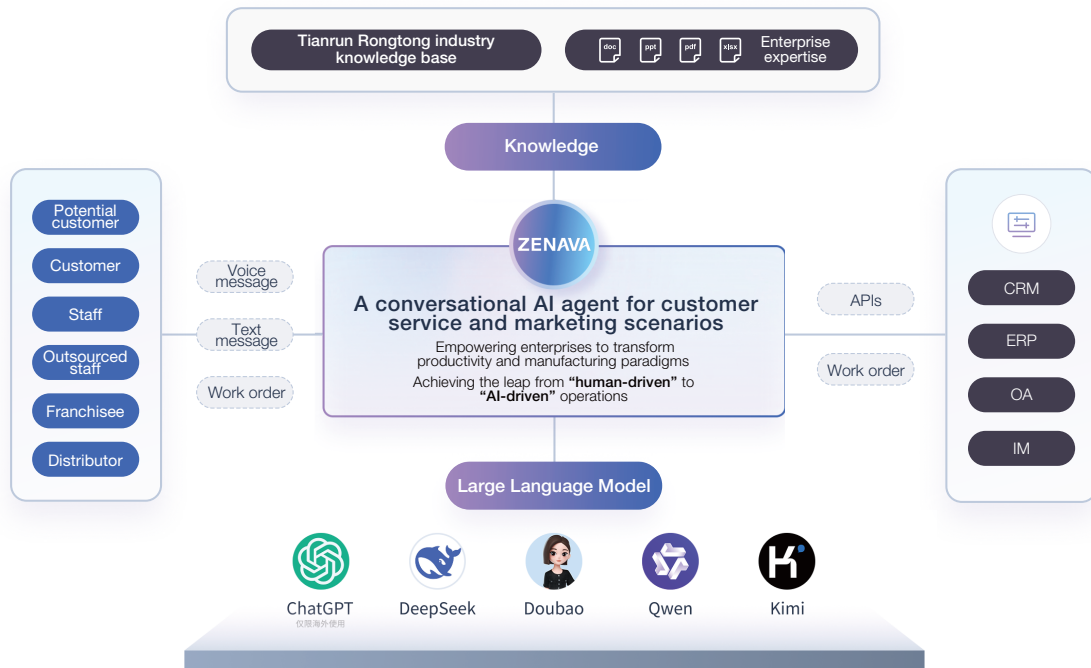 Tianrun Rongtong industry
knowledge base
doc
ppt
pdf
xlsx
Enterprise
expertise
Knowledge
ZENAVA
Potential
customer
Customer
Staff
Outsourced
staff
Franchisee
Distributor
Voice
message
Text
message
Work order
A conversational AI agent for customer
service and marketing scenarios
Empowering enterprises to transform
productivity and manufacturing paradigms
Achieving the leap from “human-driven” to
“AI-driven” operations
APIs
Work order
CRM
ERP
OA
IM
Large Language Model
ChatGPT
仅限海外使用
DeepSeek
Doubao
Qwen
Kimi